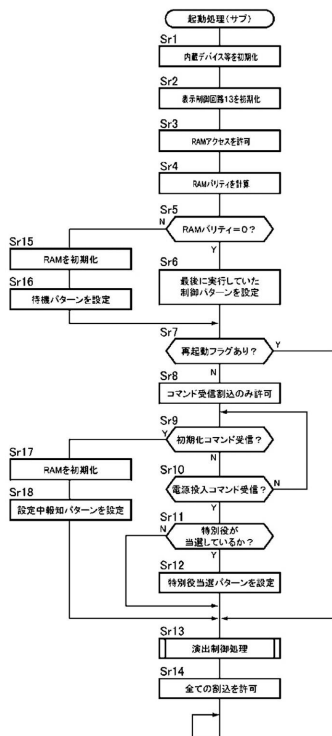 起動処理(サブ)
Sr1
内蔵デバイス等を初期化
Sr2
表示制御回路13を初期化
Sr3
RAMアクセスを許可
Sr4
RAMパリティを計算
Sr5
RAMパリティ=0?
N
Y
Sr15
RAMを初期化
Sr16
待機パターンを設定
Sr6
最後に実行していた
制御パターンを設定
Sr7
再起動フラグあり?
Y
N
Sr8
コマンド受信割込のみ許可
Sr9
初期化コマンド受信?
Y
N
Sr17
RAMを初期化
Sr18
設定中報知パターンを設定
Sr10
電源投入コマンド受信?
N
Y
Sr11
特別役が
当選しているか?
N
Y
Sr12
特別役当選パターンを設定
Sr13
演出制御処理
Sr14
全ての割込を許可